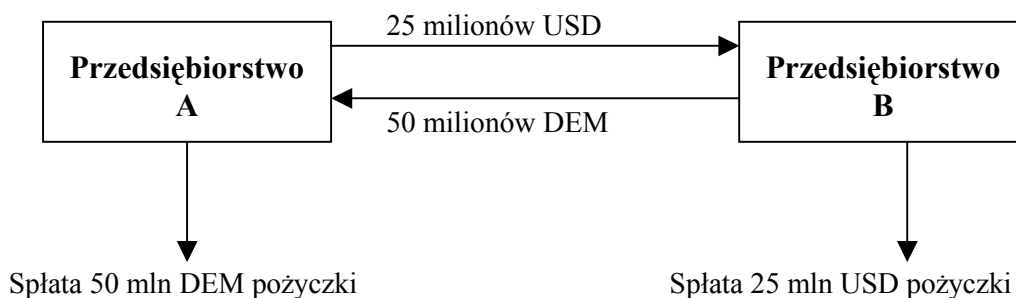 25 milionów USD
Przedsiębiorstwo
A
Przedsiębiorstwo
B
50 milionów DEM
Spłata 50 mln DEM pożyczki
Spłata 25 mln USD pożyczki